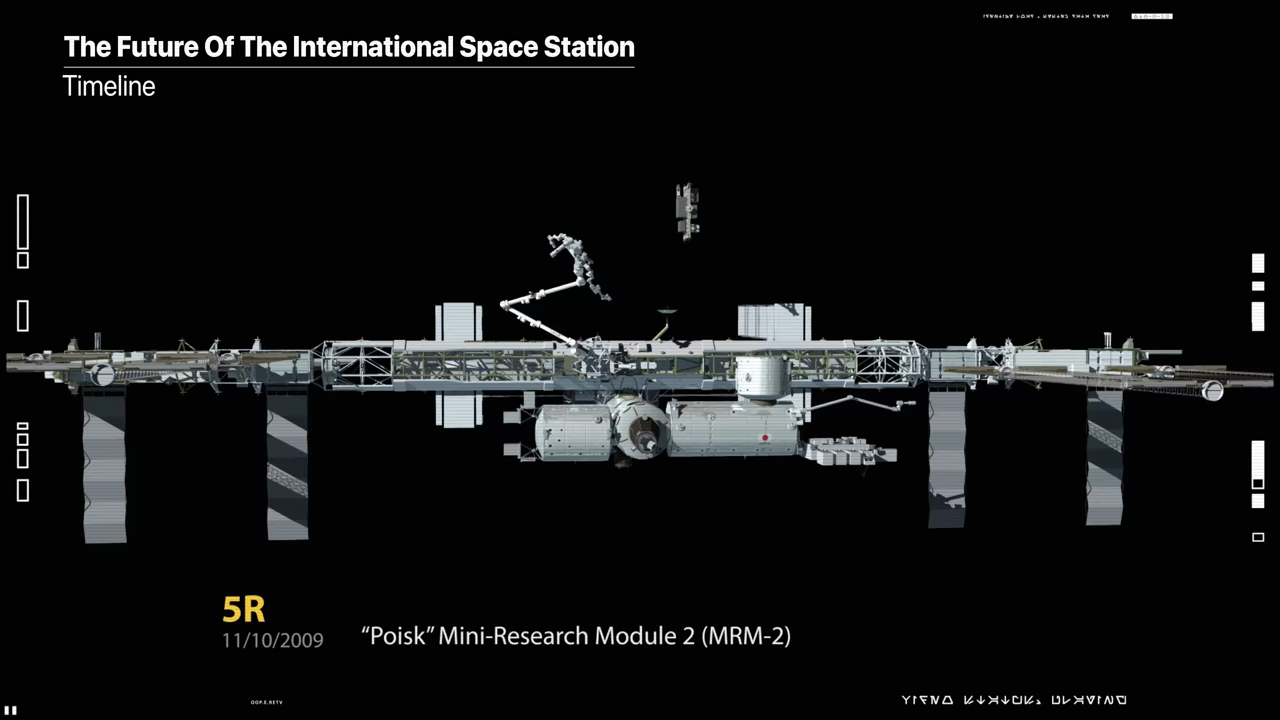 The Future Of The International Space Station
Timeline
5R
11/10/2009
“Poisk” Mini-Research Module 2 (MRM-2)